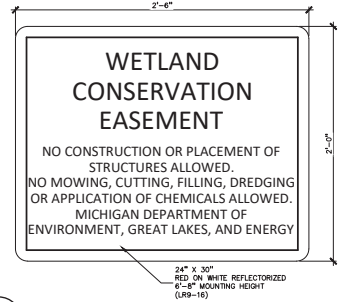 2'-6"
WETLAND
CONSERVATION
EASEMENT
NO CONSTRUCTION OR PLACEMENT OF
STRUCTURES ALLOWED.
NO MOWING, CUTTING, FILLING, DREDGING
OR APPLICATION OF CHEMICALS ALLOWED.
MICHIGAN DEPARTMENT OF
ENVIRONMENT, GREAT LAKES, AND ENERGY
2'-0"
24" X 30"
RED ON WHITE REFLECTORIZED
6'-8" MOUNTING HEIGHT
(LR9-16)